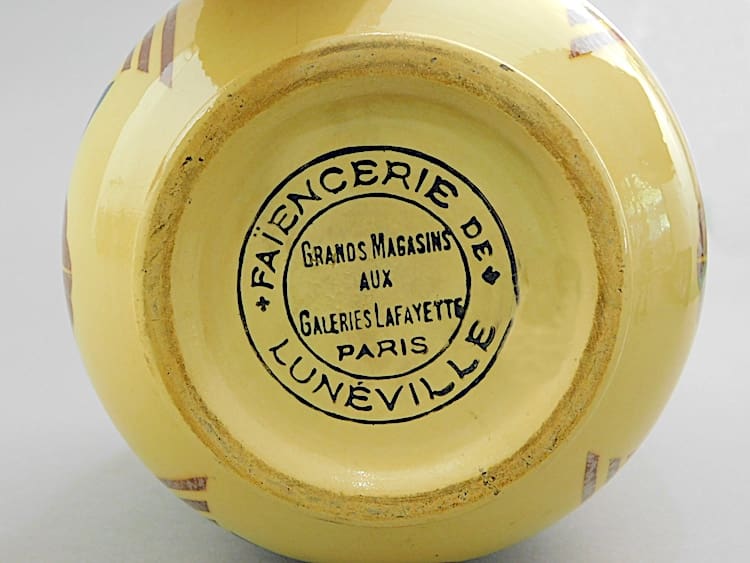 FAÏENCERIE DE
LUNÉVILLE
GRANDS MAGASINS
AUX
GALERIES LAFAYETTE
PARIS